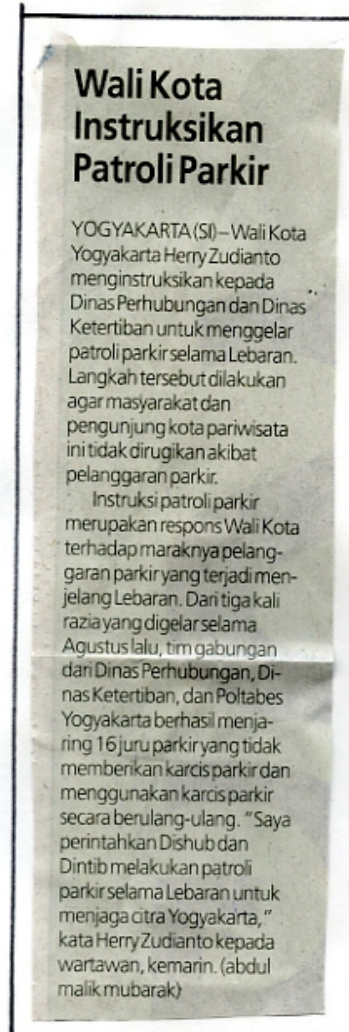 Wali Kota
Instruksikan
Patroli Parkir
YOGYAKARTA (SI) – Wali Kota
Yogyakarta Herry Zudianto
menginstruksikan kepada
Dinas Perhubungan dan Dinas
Ketertiban untuk menggelar
patroli parkir selama Lebaran.
Langkah tersebut dilakukan
agar masyarakat dan
pengunjung kota pariwisata
ini tidak dirugikan akibat
pelanggaran parkir.
Instruksi patroli parkir
merupakan respons Wali Kota
terhadap maraknya pelang-
garan parkir yang terjadi men-
jelang Lebaran. Dari tiga kali
razia yang digelar selama
Agustus lalu, tim gabungan
dari Dinas Perhubungan, Di-
nas Ketertiban, dan Poltabes
Yogyakarta berhasil menja-
ring 16 juru parkir yang tidak
memberikan karcis parkir dan
menggunakan karcis parkir
secara berulang-ulang. "Saya
perintahkan Dishub dan
Dintib melakukan patroli
parkir selama Lebaran untuk
menjaga citra Yogyakarta,"
kata Herry Zudianto kepada
wartawan, kemarin. (abdul
malik mubarak)